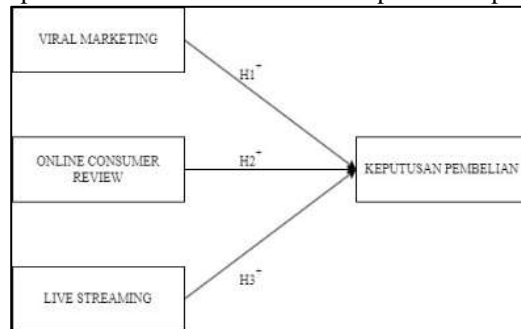 VIRAL MARKETING
H1+
ONLINE CONSUMER
REVIEW
H2+
KEPUTUSAN PEMBELIAN
H3+
LIVE STREAMING